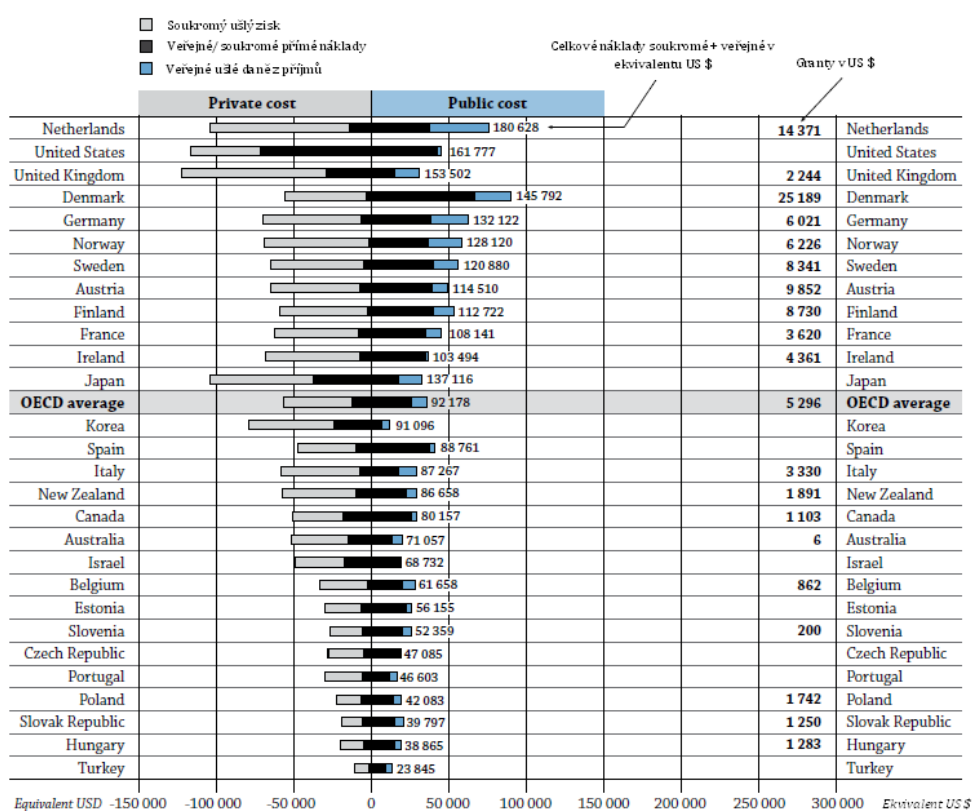 Soukromý ušlý zisk
Veřejné/soukromé přímé náklady
Veřejné ušlé daně z příjmů
Celkové náklady soukromé + veřejné v
ekvivalentu US $
Granty v US $
Private cost Public cost
Netherlands 180 628 14 371 Netherlands
United States 161 777 United States
United Kingdom 153 502 2 244 United Kingdom
Denmark 145 792 25 189 Denmark
Germany 132 122 6 021 Germany
Norway 128 120 6 226 Norway
Sweden 120 880 8 341 Sweden
Austria 114 510 9 852 Austria
Finland 112 722 8 730 Finland
France 108 141 3 620 France
Ireland 103 494 4 361 Ireland
Japan 137 116 Japan
OECD average 92 178 5 296 OECD average
Korea 91 096 Korea
Spain 88 761 Spain
Italy 87 267 3 330 Italy
New Zealand 86 658 1 891 New Zealand
Canada 80 157 1 103 Canada
Australia 71 057 6 Australia
Israel 68 732 Israel
Belgium 61 658 862 Belgium
Estonia 56 155 Estonia
Slovenia 52 359 200 Slovenia
Czech Republic 47 085 Czech Republic
Portugal 46 603 Portugal
Poland 42 083 1 742 Poland
Slovak Republic 39 797 1 250 Slovak Republic
Hungary 38 865 1 283 Hungary
Turkey 23 845 Turkey
Equivalent USD -150 000 -100 000 -50 000 0 50 000 100 000 150 000 200 000 250 000 300 000 Ekvivalent US $